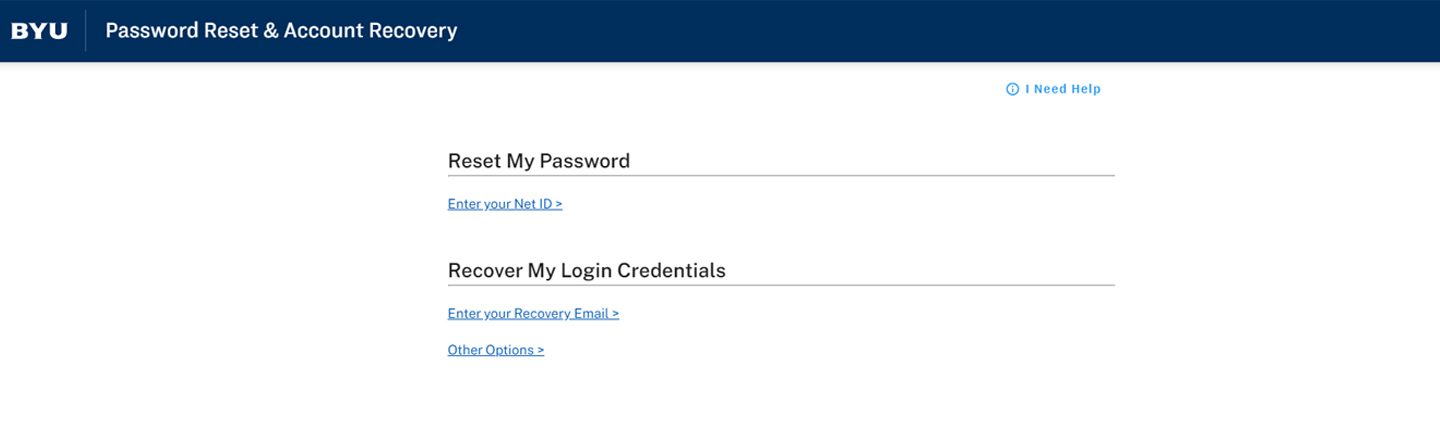 BYU Password Reset & Account Recovery
I Need Help
Reset My Password
Enter your Net ID >
Recover My Login Credentials
Enter your Recovery Email >
Other Options >